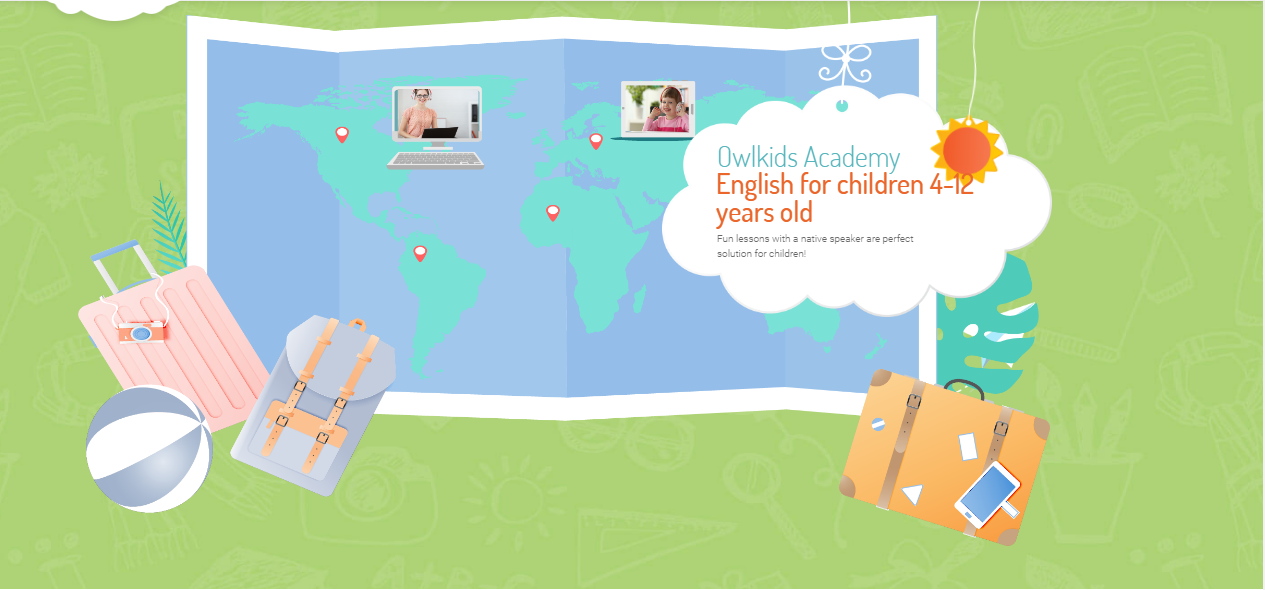 Owlkids Academy
English for children 4-12
years old
Fun lessons with a native speaker are perfect
solution for children!